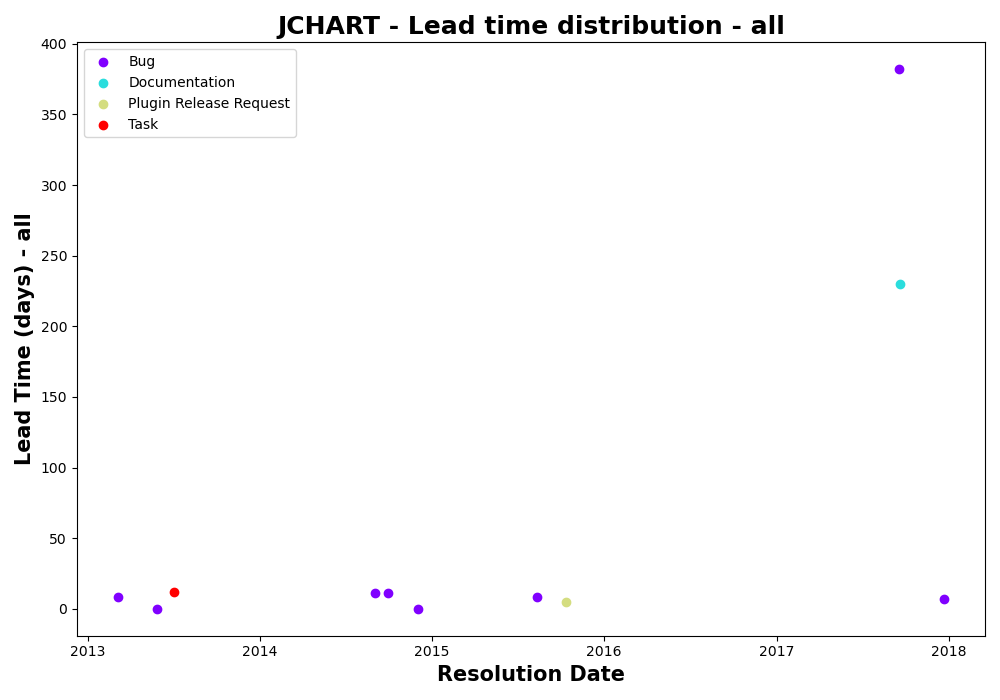 JCHART - Lead time distribution - all
Bug
Documentation
Plugin Release Request
Task
Lead Time (days) - all
400
350
300
250
200
150
100
50
0
2013 2014 2015 2016 2017 2018
Resolution Date